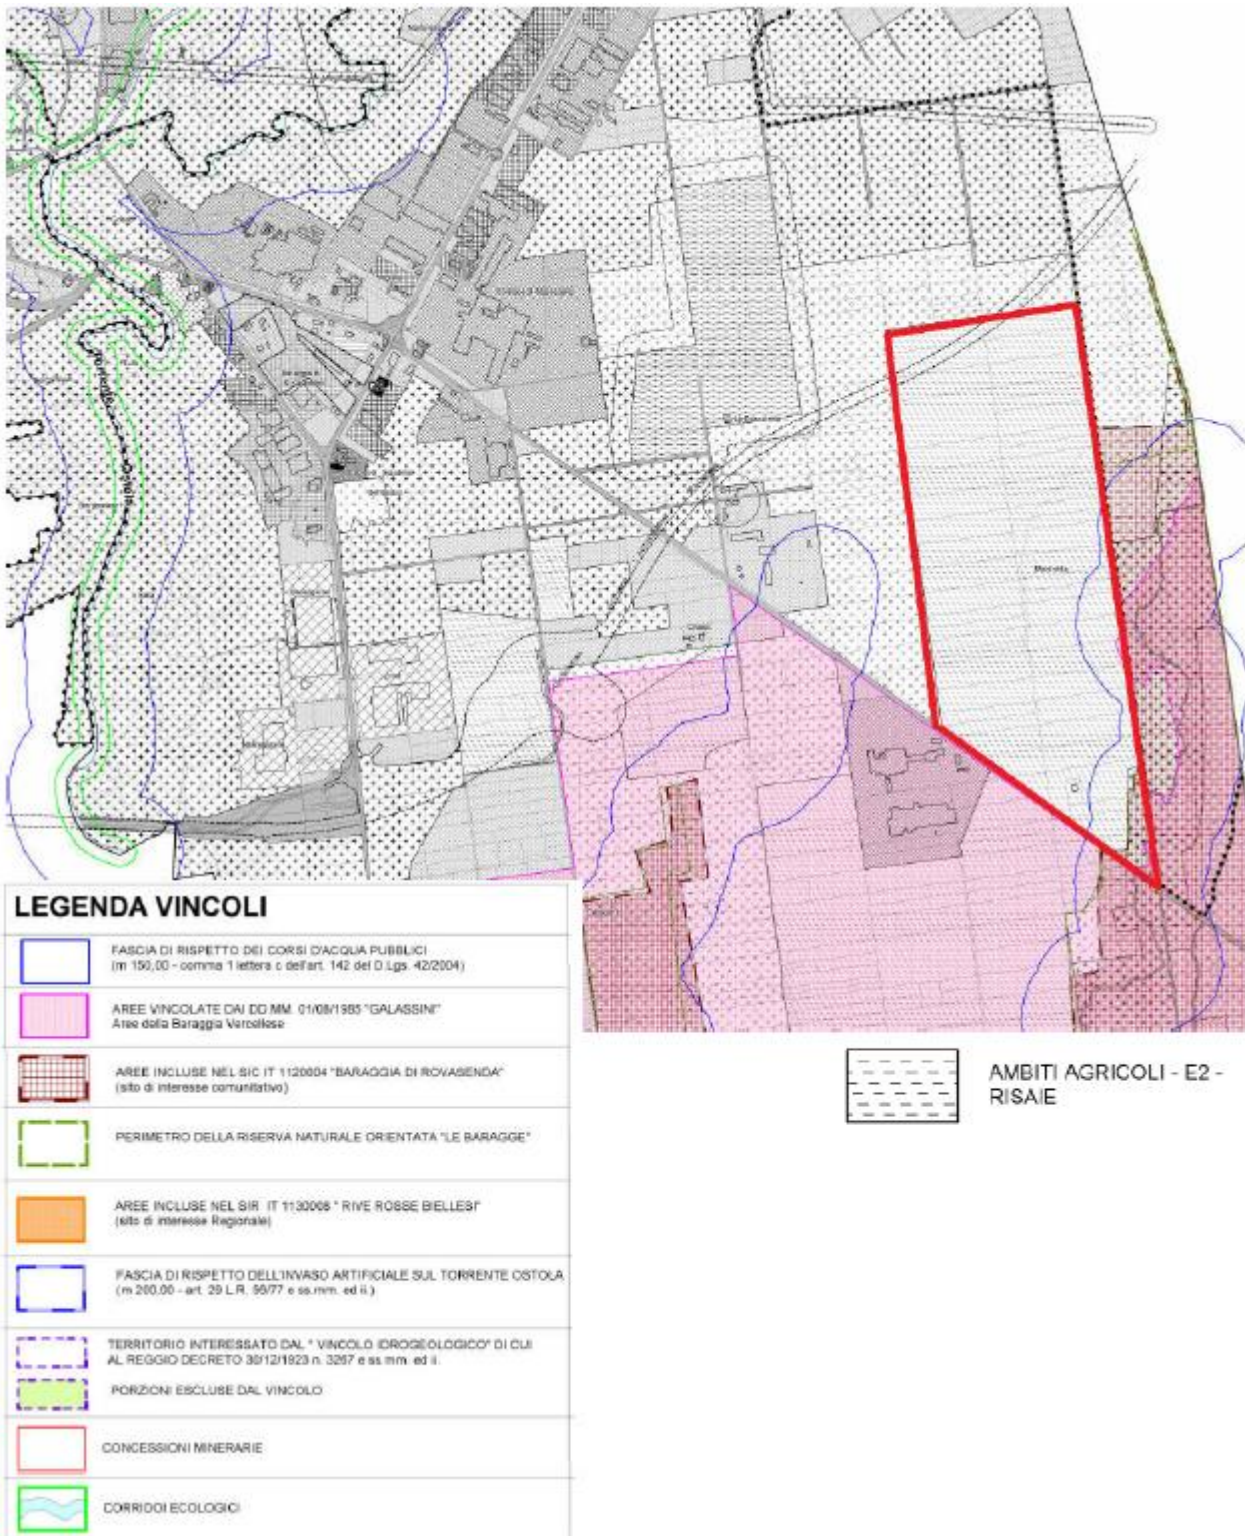 Torrente
Ostola
LEGENDA VINCOLI
FASCIA DI RISPETTO DEI CORSI D'ACQUA PUBBLICI
(m 150,00 - comma 1 lettera c dell'art. 142 del D.Lgs. 42/2004)
AREE VINCOLATE DAI DD.MM. 01/08/1985 "GALASSINI"
Aree della Baraggia Vercellese
AREE INCLUSE NEL SIC IT 1120004 "BARAGGIA DI ROVASENDA"
(sito di interesse comunitativo)
PERIMETRO DELLA RISERVA NATURALE ORIENTATA "LE BARAGGE"
AREE INCLUSE NEL SIR IT 1130006 " RIVE ROSSE BIELLESI"
(sito di interesse Regionale)
FASCIA DI RISPETTO DELL'INVASO ARTIFICIALE SUL TORRENTE OSTOLA
(m 200,00 - art. 29 L.R. 56/77 e ss.mm. ed ii.)
TERRITORIO INTERESSATO DAL " VINCOLO IDROGEOLOGICO" DI CUI
AL REGGIO DECRETO 30/12/1923 n. 3267 e ss mm. ed ii.
PORZIONI ESCLUSE DAL VINCOLO
CONCESSIONI MINERARIE
CORRIDOI ECOLOGICI
AMBITI AGRICOLI - E2 -
RISAIE